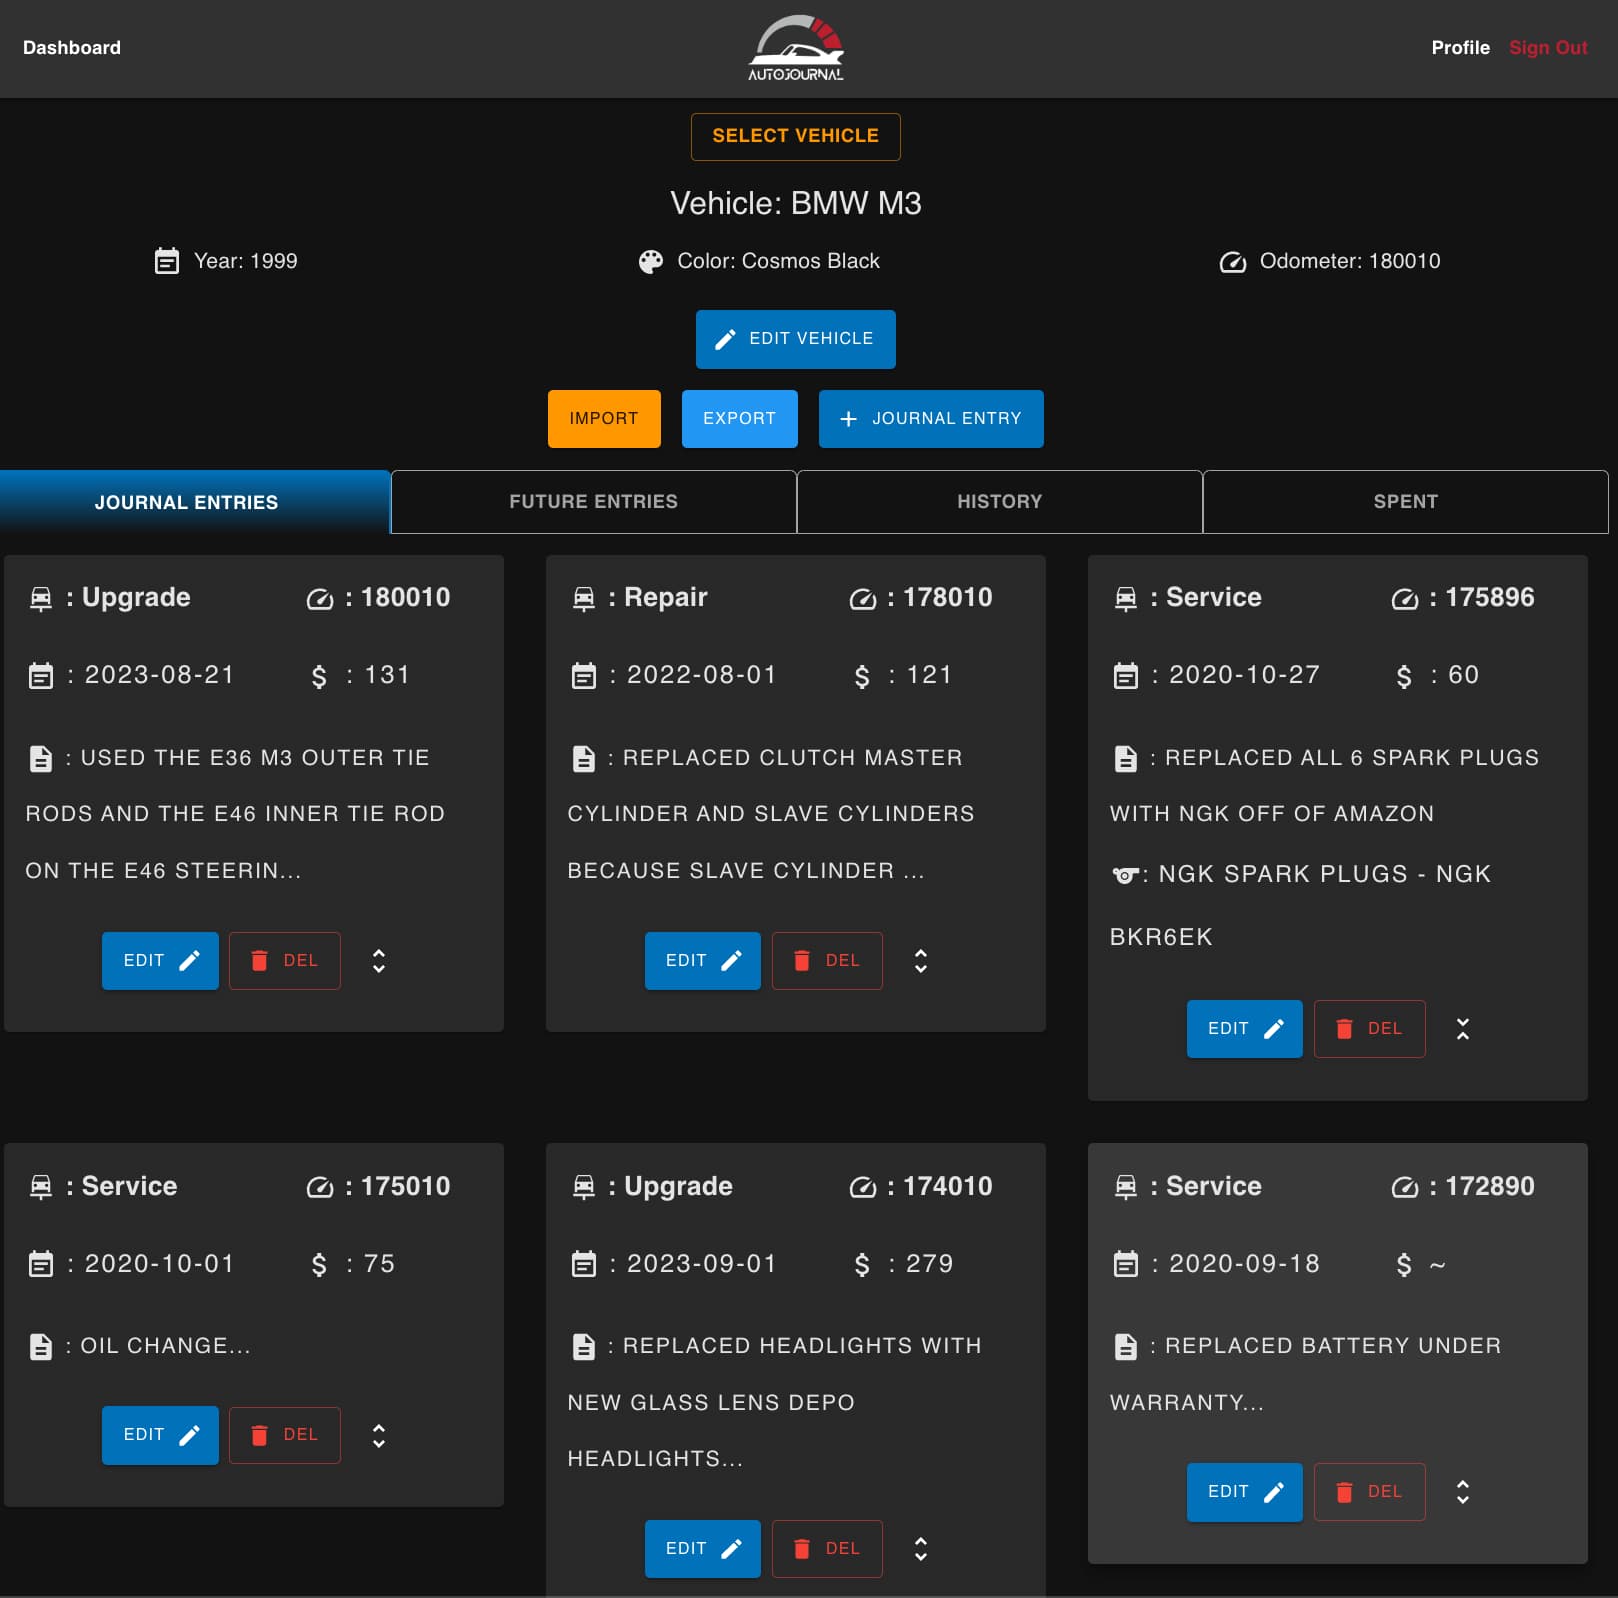 Dashboard
AUTOJOURNAL
Profile
Sign Out
SELECT VEHICLE
Vehicle: BMW M3
Year: 1999
Color: Cosmos Black
Odometer: 180010
EDIT VEHICLE
IMPORT
EXPORT
+ JOURNAL ENTRY
JOURNAL ENTRIES
FUTURE ENTRIES
HISTORY
SPENT
: Upgrade
: 180010
: 2023-08-21
$ : 131
: USED THE E36 M3 OUTER TIE
RODS AND THE E46 INNER TIE ROD
ON THE E46 STEERIN...
EDIT
DEL
: Repair
: 178010
: 2022-08-01
$ : 121
: REPLACED CLUTCH MASTER
CYLINDER AND SLAVE CYLINDERS
BECAUSE SLAVE CYLINDER ...
EDIT
DEL
: Service
: 175896
: 2020-10-27
$ : 60
: REPLACED ALL 6 SPARK PLUGS
WITH NGK OFF OF AMAZON
: NGK SPARK PLUGS - NGK
BKR6EK
EDIT
DEL
: Service
: 175010
: 2020-10-01
$ : 75
: OIL CHANGE...
EDIT
DEL
: Upgrade
: 174010
: 2023-09-01
$ : 279
: REPLACED HEADLIGHTS WITH
NEW GLASS LENS DEPO
HEADLIGHTS...
EDIT
DEL
: Service
: 172890
: 2020-09-18
$ ~
: REPLACED BATTERY UNDER
WARRANTY...
EDIT
DEL